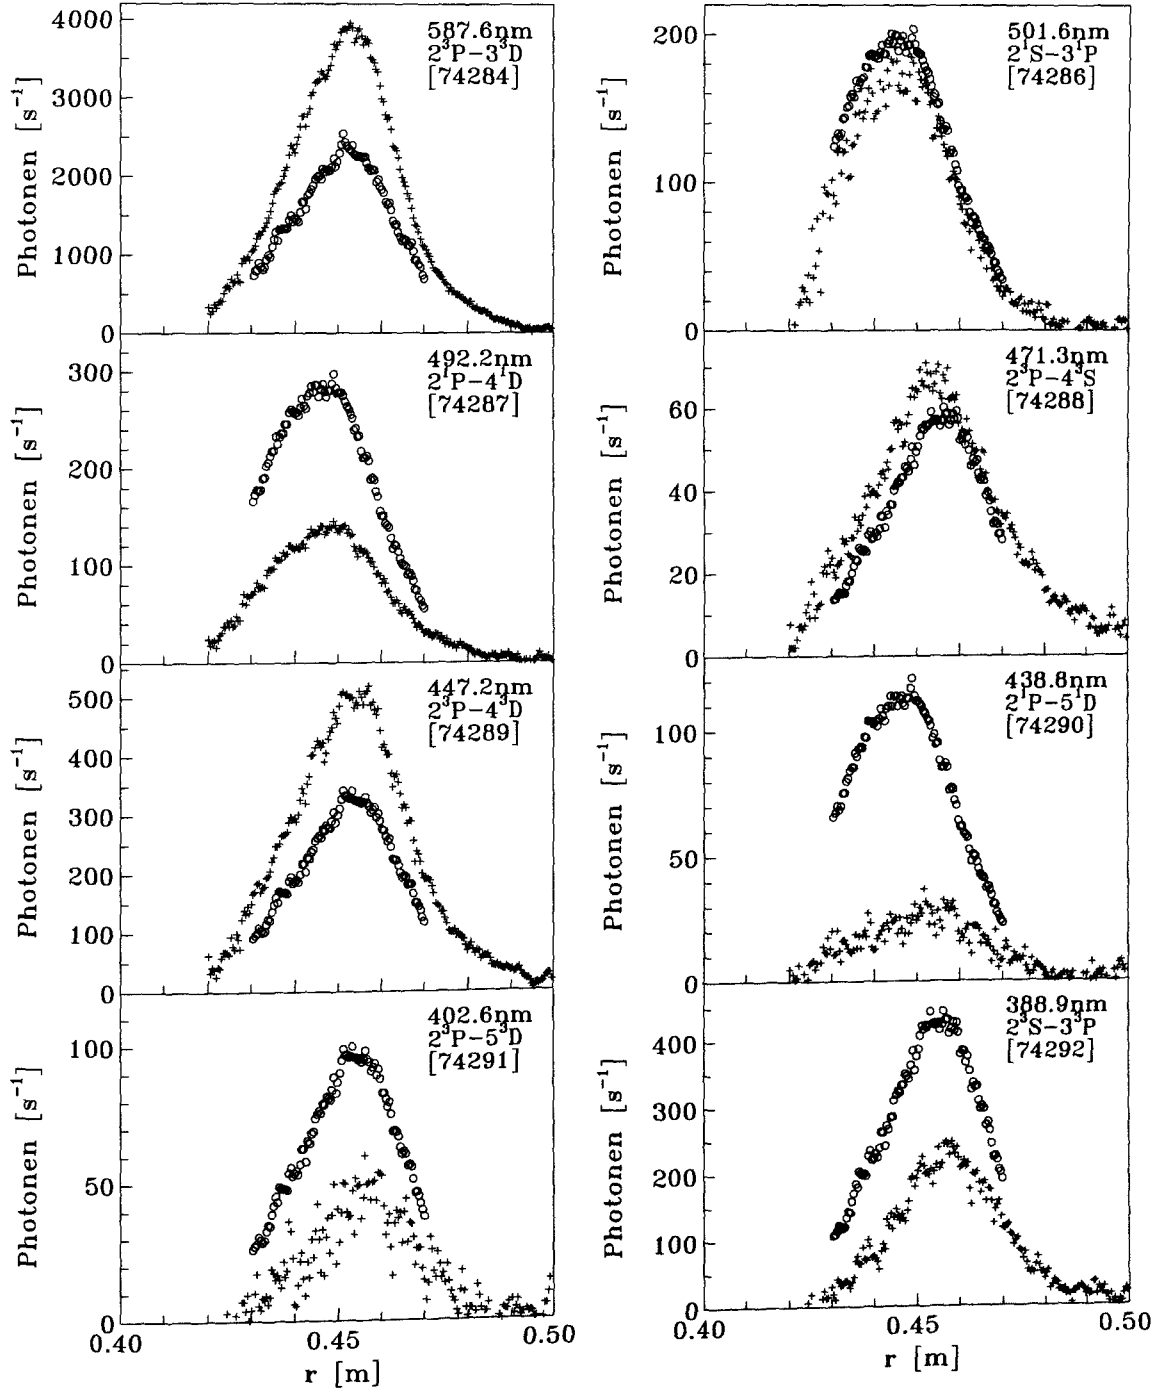 587.6nm
2³P-3³D
[74284]
Photonen [s⁻¹]
4000
3000
2000
1000
0
501.6nm
2¹S-3¹P
[74286]
Photonen [s⁻¹]
200
100
0
492.2nm
2¹P-4¹D
[74287]
Photonen [s⁻¹]
300
200
100
0
471.3nm
2³P-4³S
[74288]
Photonen [s⁻¹]
60
40
20
0
447.2nm
2³P-4³D
[74289]
Photonen [s⁻¹]
500
400
300
200
100
0
438.8nm
2¹P-5¹D
[74290]
Photonen [s⁻¹]
100
50
0
402.6nm
2³P-5³D
[74291]
Photonen [s⁻¹]
100
50
0
0.40 0.45 0.50
r [m]
388.9nm
2³S-3³P
[74292]
Photonen [s⁻¹]
400
300
200
100
0
0.40 0.45 0.50
r [m]